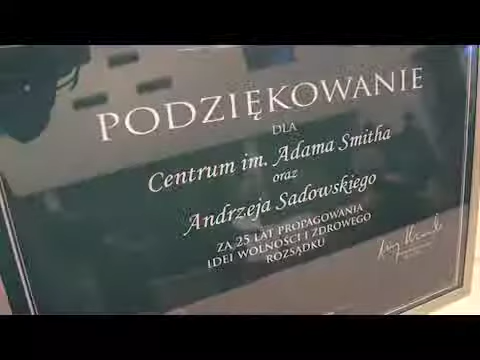 PODZIĘKOWANIE
DLA
Centrum im. Adama Smitha
oraz
Andrzeja Sadowskiego
ZA 25 LAT PROPAGOWANIA
IDEI WOLNOŚCI I ZDROWEGO
ROZSĄDKU